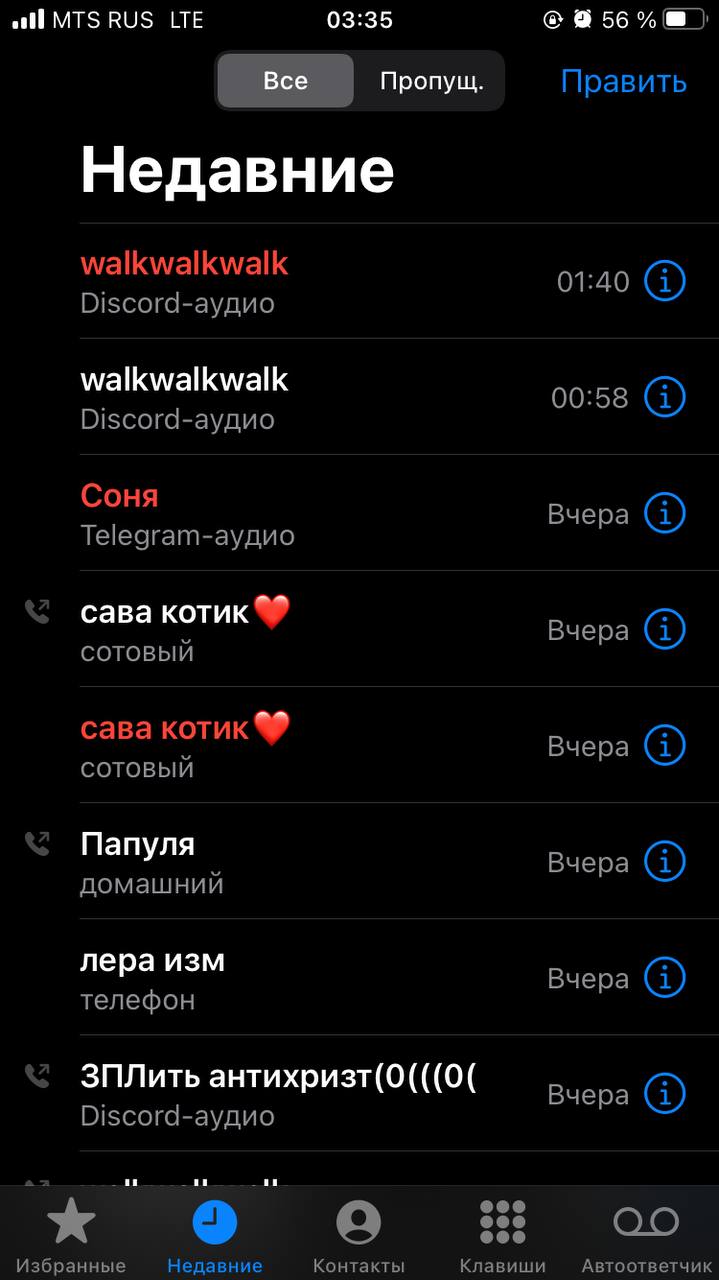 MTS RUS LTE 03:35 56 %
Все Пропущ. Править
Недавние
walkwalkwalk
Discord-аудио 01:40
walkwalkwalk
Discord-аудио 00:58
Соня
Telegram-аудио Вчера
сава котик❤️
сотовый Вчера
сава котик❤️
сотовый Вчера
Папуля
домашний Вчера
лера изм
телефон Вчера
ЗПЛить антихризт(0(((0(
Discord-аудио Вчера
Избранные Недавние Контакты Клавиши Автоответчик